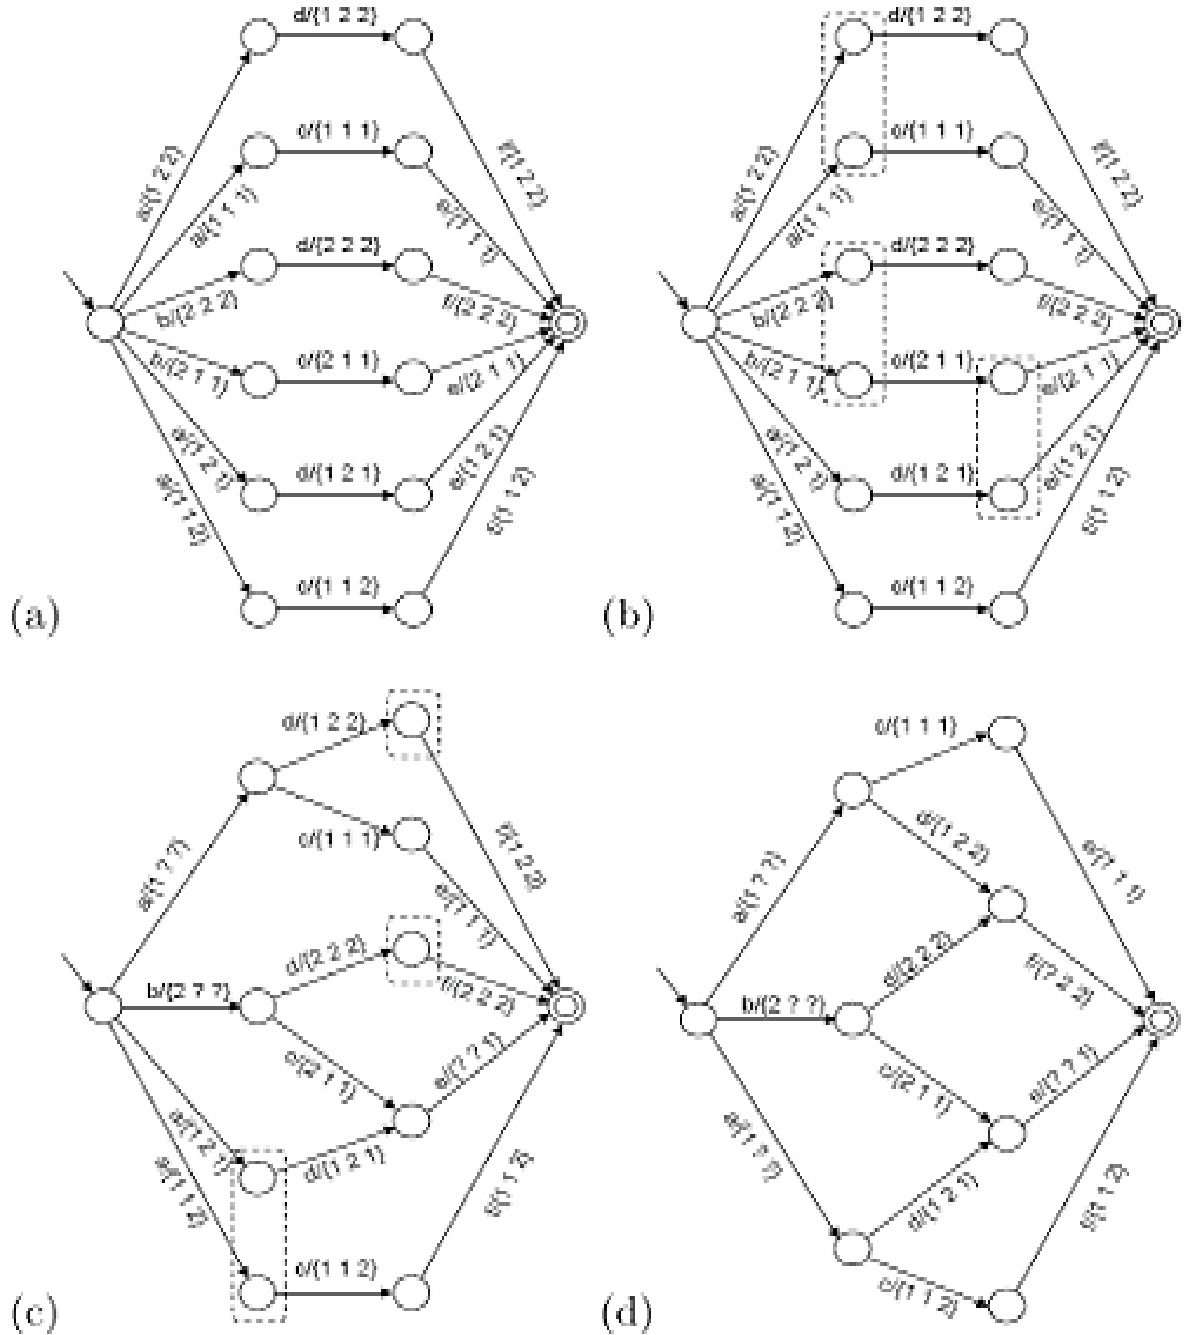 d/{1 2 2}
c/{1 1 1}
a/{1 2 2}
f/{1 2 2}
a/{1 1 1}
e/{1 1 1}
d/{2 2 2}
b/{2 2 2}
f/{2 2 2}
b/{2 1 1}
c/{2 1 1}
e/{2 1 1}
a/{1 2 1}
d/{1 2 1}
e/{1 2 1}
a/{1 1 2}
f/{1 1 2}
c/{1 1 2}
(a)
d/{1 2 2}
c/{1 1 1}
a/{1 2 2}
f/{1 2 2}
a/{1 1 1}
e/{1 1 1}
d/{2 2 2}
b/{2 2 2}
f/{2 2 2}
b/{2 1 1}
c/{2 1 1}
e/{2 1 1}
a/{1 2 1}
d/{1 2 1}
e/{1 2 1}
a/{1 1 2}
f/{1 1 2}
c/{1 1 2}
(b)
d/{1 2 2}
c/{1 1 1}
a/{1 ? ?}
f/{1 2 2}
e/{1 1 1}
d/{2 2 2}
b/{2 ? ?}
f/{2 2 2}
c/{2 1 1}
e/{? ? 1}
a/{1 2 1}
d/{1 2 1}
a/{1 1 2}
f/{1 1 2}
c/{1 1 2}
(c)
c/{1 1 1}
d/{1 2 2}
a/{1 ? ?}
e/{1 1 1}
d/{2 2 2}
f/{? 2 2}
b/{2 ? ?}
c/{2 1 1}
e/{? ? 1}
a/{1 ? ?}
d/{1 2 1}
f/{1 1 2}
c/{1 1 2}
(d)